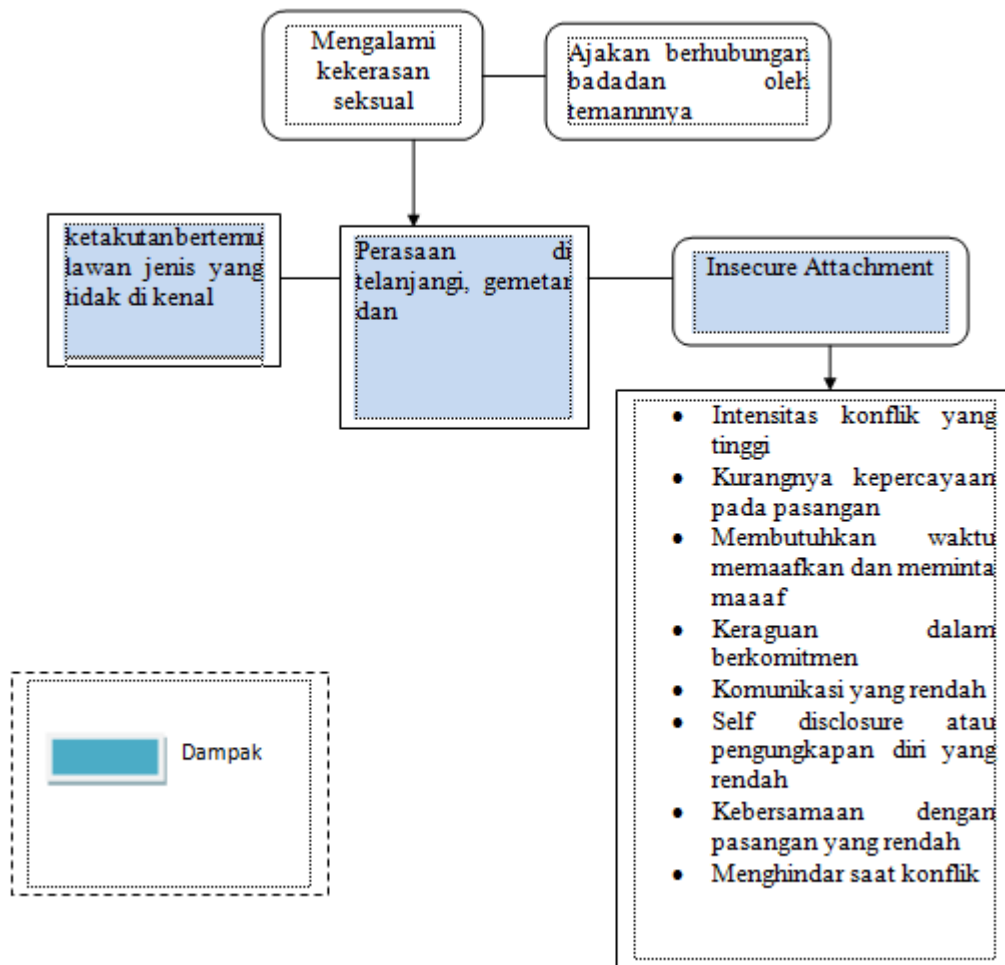 Mengalami
kekerasan
seksual
Ajakan berhubungan
badadan oleh
temannnya
ketakutan bertemu
lawan jenis yang
tidak di kenal
Perasaan di
telanjangi, gemetar
dan
Insecure Attachment
• Intensitas konflik yang
tinggi
• Kurangnya kepercayaan
pada pasangan
• Membutuhkan waktu
memaafkan dan meminta
maaaf
• Keraguan dalam
berkomitmen
• Komunikasi yang rendah
• Self disclosure atau
pengungkapan diri yang
rendah
• Kebersamaan dengan
pasangan yang rendah
• Menghindar saat konflik
Dampak